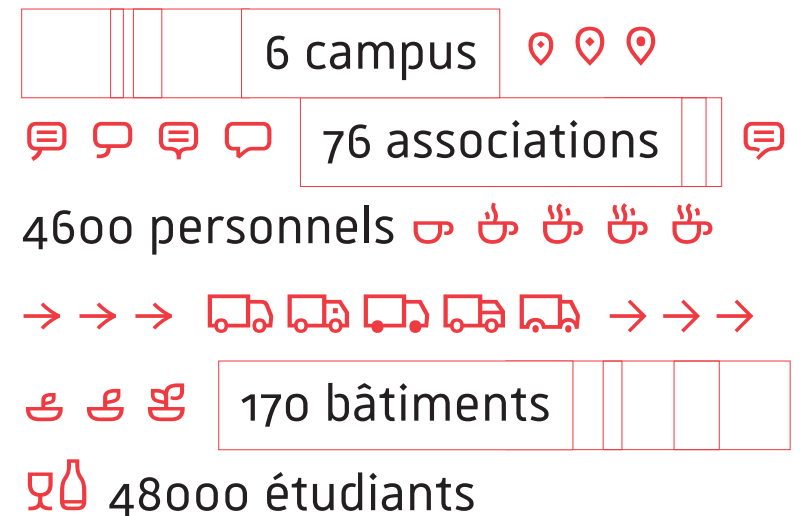 6 campus
76 associations
4600 personnels
170 bâtiments
48000 étudiants